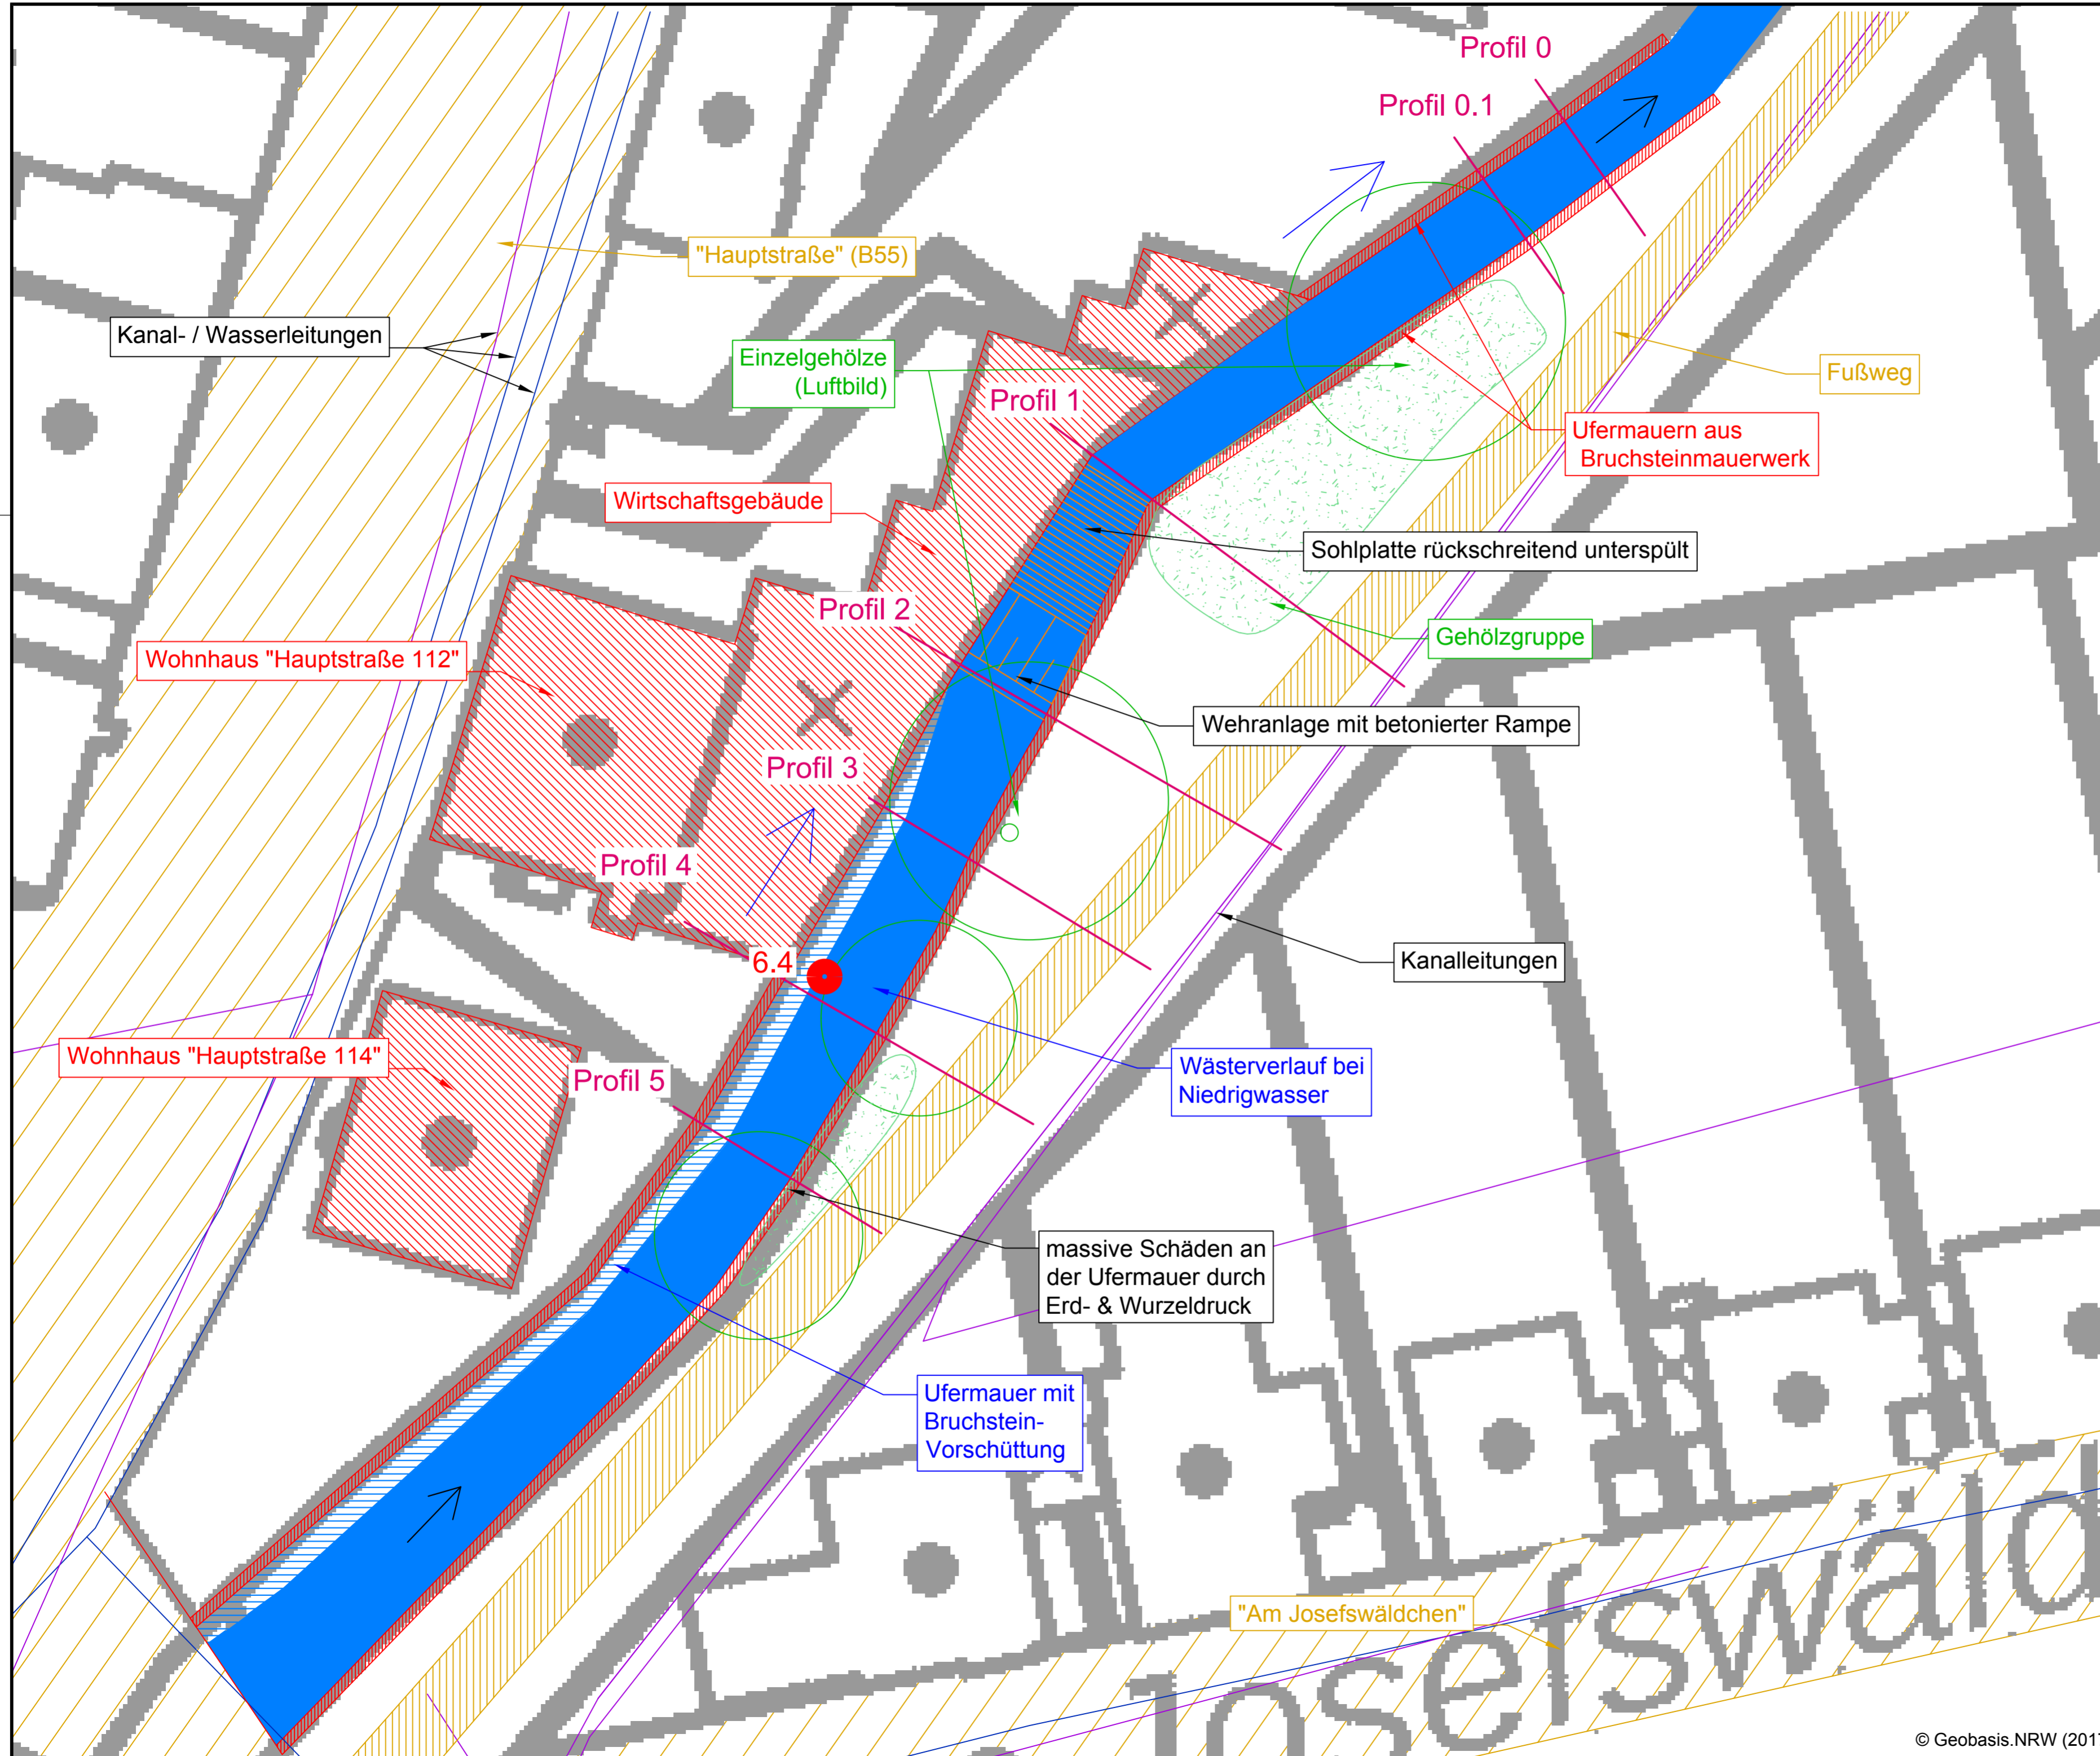 Profil 0
Profil 0.1
"Hauptstraße" (B55)
Kanal- / Wasserleitungen
Einzelgehölze
(Luftbild)
Fußweg
Profil 1
Ufermauern aus
Bruchsteinmauerwerk
Wirtschaftsgebäude
Sohlplatte rückschreitend unterspült
Profil 2
Gehölzgruppe
Wohnhaus "Hauptstraße 112"
Wehranlage mit betonierter Rampe
Profil 3
Profil 4
6.4
Kanalleitungen
Wohnhaus "Hauptstraße 114"
Wästerverlauf bei
Niedrigwasser
Profil 5
massive Schäden an
der Ufermauer durch
Erd- & Wurzeldruck
Ufermauer mit
Bruchstein-
Vorschüttung
"Am Josefswäldchen"
Josefswäld
© Geobasis.NRW (201